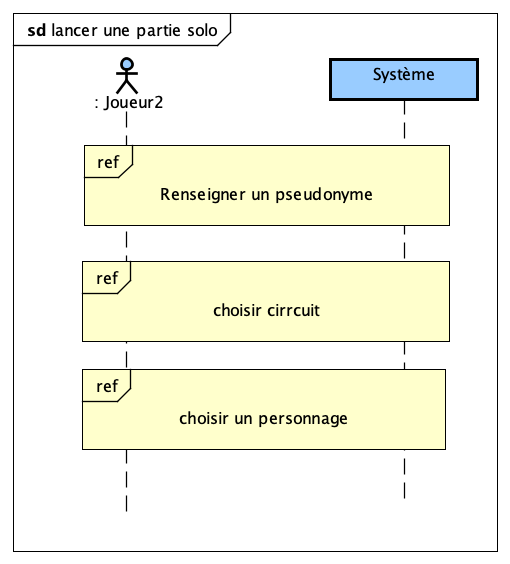 sd lancer une partie solo
: Joueur2
Système
ref
Renseigner un pseudonyme
ref
choisir cirrcuit
ref
choisir un personnage